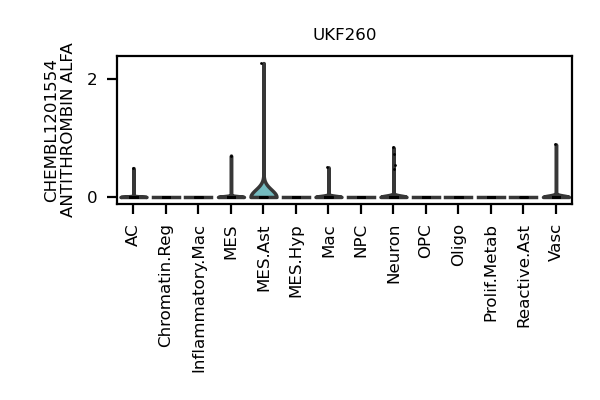 UKF260
CHEMBL1201554
ANTITHROMBIN ALFA
2
0
AC
Chromatin.Reg
Inflammatory.Mac
MES
MES.Ast
MES.Hyp
Mac
NPC
Neuron
OPC
Oligo
Prolif.Metab
Reactive.Ast
Vasc